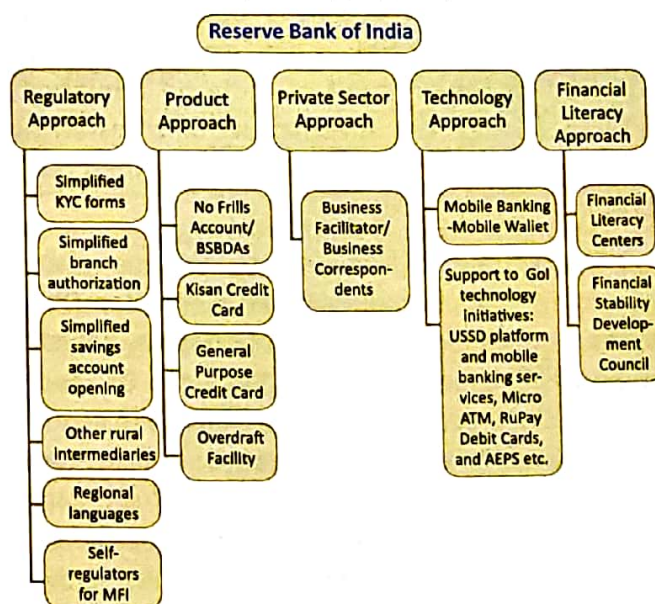 Reserve Bank of India
Regulatory
Approach
Simplified
KYC forms
Simplified
branch
authorization
Simplified
savings
account
opening
Other rural
intermediaries
Regional
languages
Self-
regulators
for MFI
Product
Approach
No Frills
Account/
BSBDAs
Kisan Credit
Card
General
Purpose
Credit Card
Overdraft
Facility
Private Sector
Approach
Business
Facilitator/
Business
Correspon-
dents
Technology
Approach
Mobile Banking
-Mobile Wallet
Support to GoI
technology
initiatives:
USSD platform
and mobile
banking ser-
vices, Micro
ATM, RuPay
Debit Cards,
and AEPS etc.
Financial
Literacy
Approach
Financial
Literacy
Centers
Financial
Stability
Develop-
ment
Council